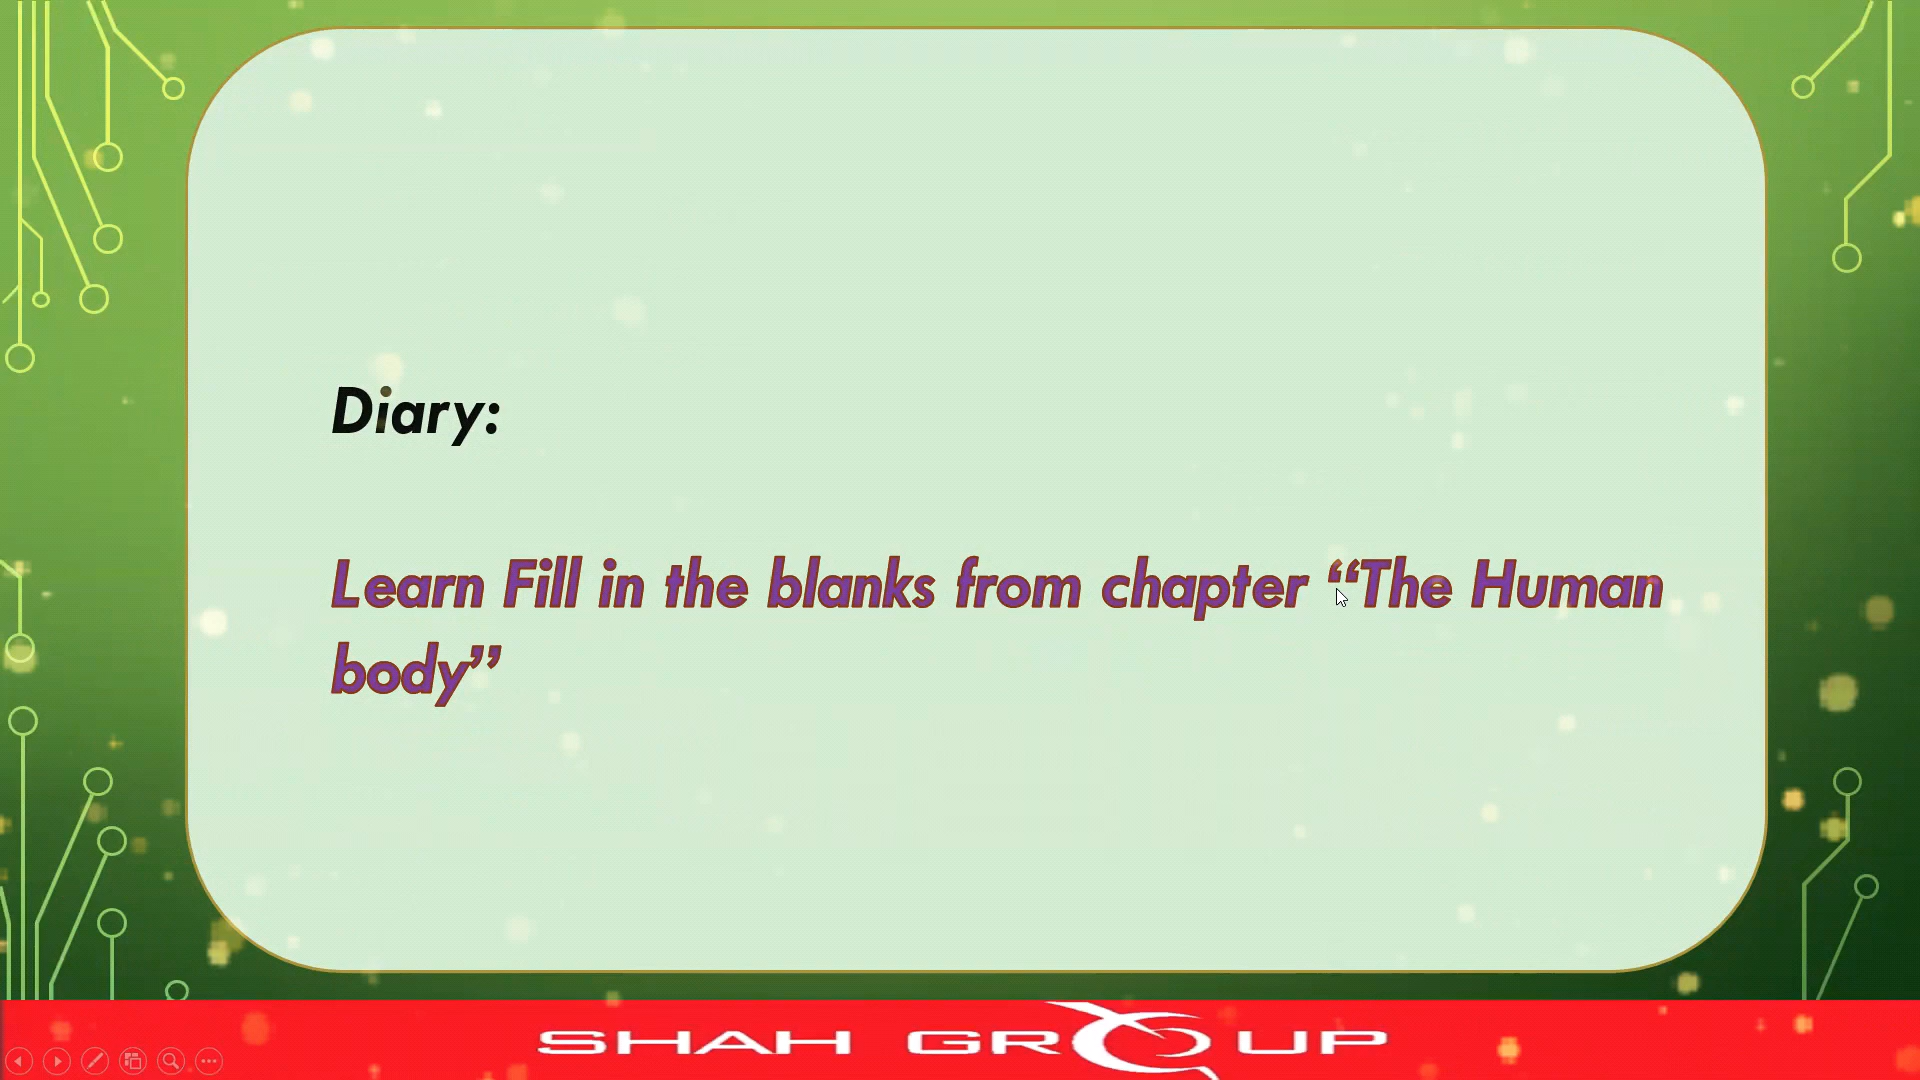 Diary:
Learn Fill in the blanks from chapter “The Human
body”
SHAH GROUP